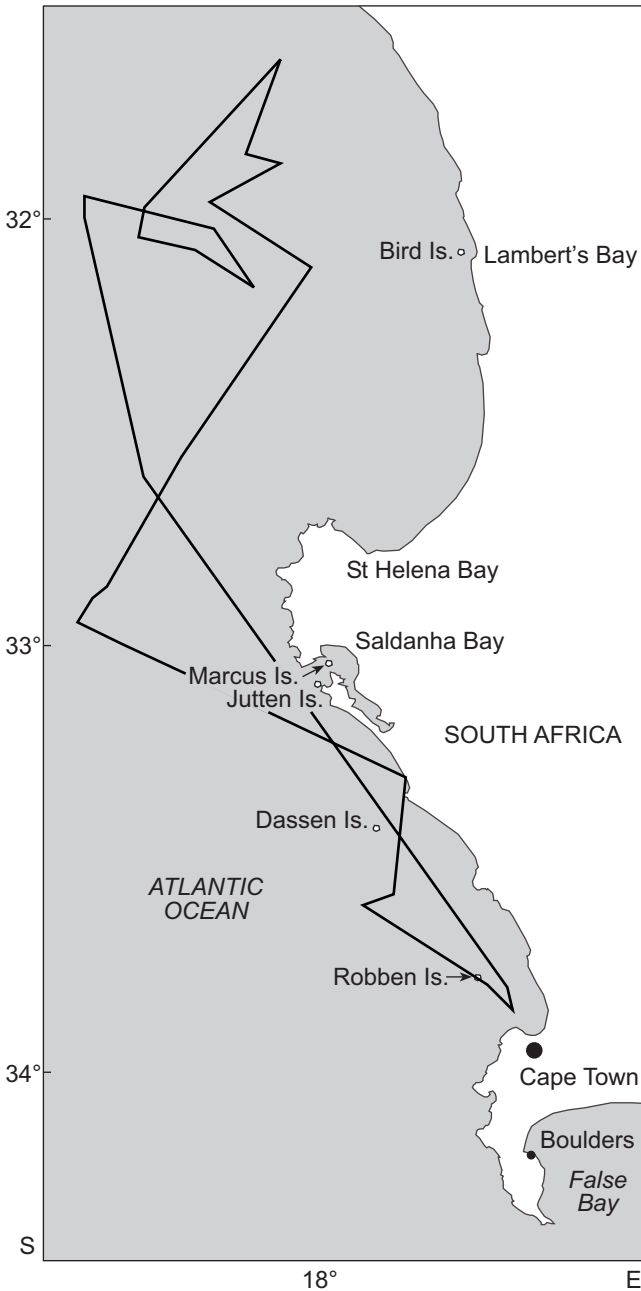 32°
Bird Is.
Lambert's Bay
St Helena Bay
33°
Saldanha Bay
Marcus Is.
Jutten Is.
SOUTH AFRICA
Dassen Is.
ATLANTIC
OCEAN
Robben Is.
34°
Cape Town
Boulders
False
Bay
S
18°
E